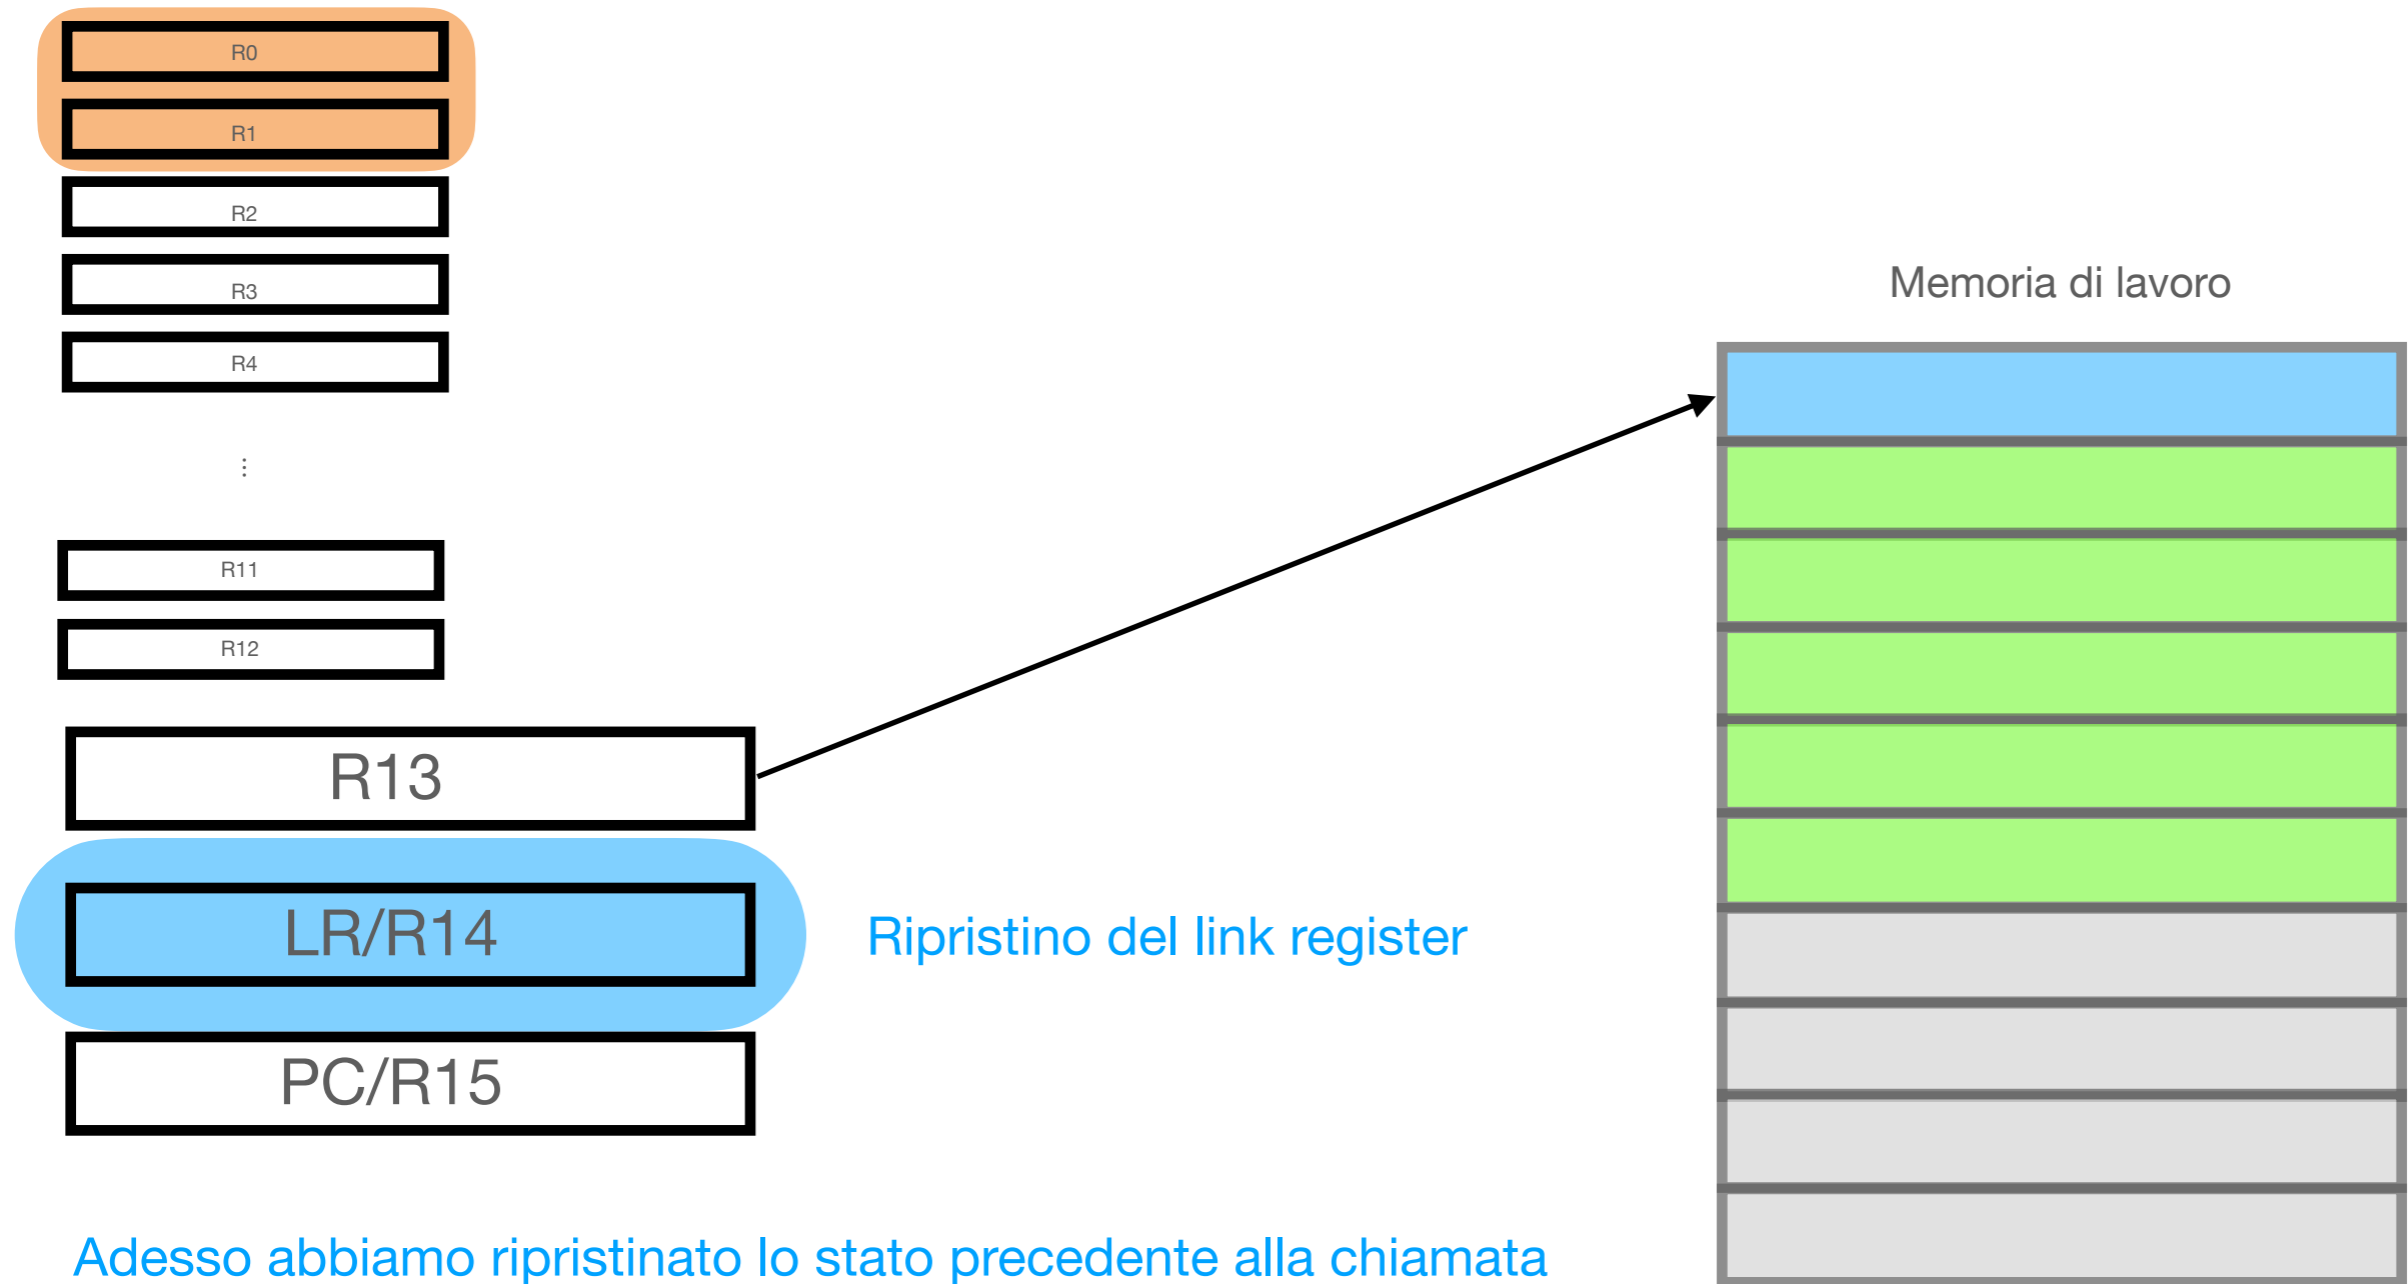 R0
R1
R2
R3
R4
⋮
R11
R12
R13
LR/R14
PC/R15
Memoria di lavoro
Ripristino del link register
Adesso abbiamo ripristinato lo stato precedente alla chiamata